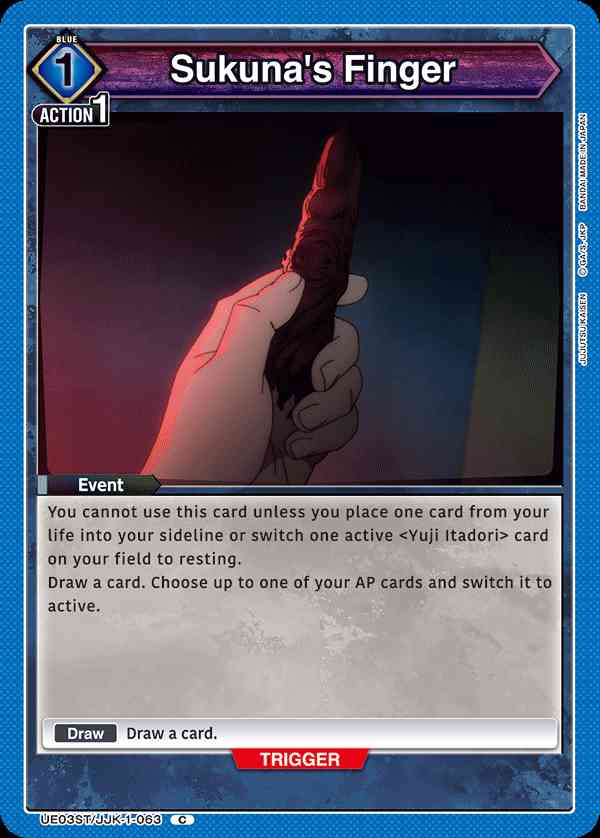 BLUE
1
Sukuna's Finger
ACTION 1
JUJUTSU KAISEN © GA/S, JKP BANDAI MADE IN JAPAN
Event
You cannot use this card unless you place one card from your
life into your sideline or switch one active <Yuji Itadori> card
on your field to resting.
Draw a card. Choose up to one of your AP cards and switch it to
active.
Draw Draw a card.
TRIGGER
UE03ST/JJK-1-063 C